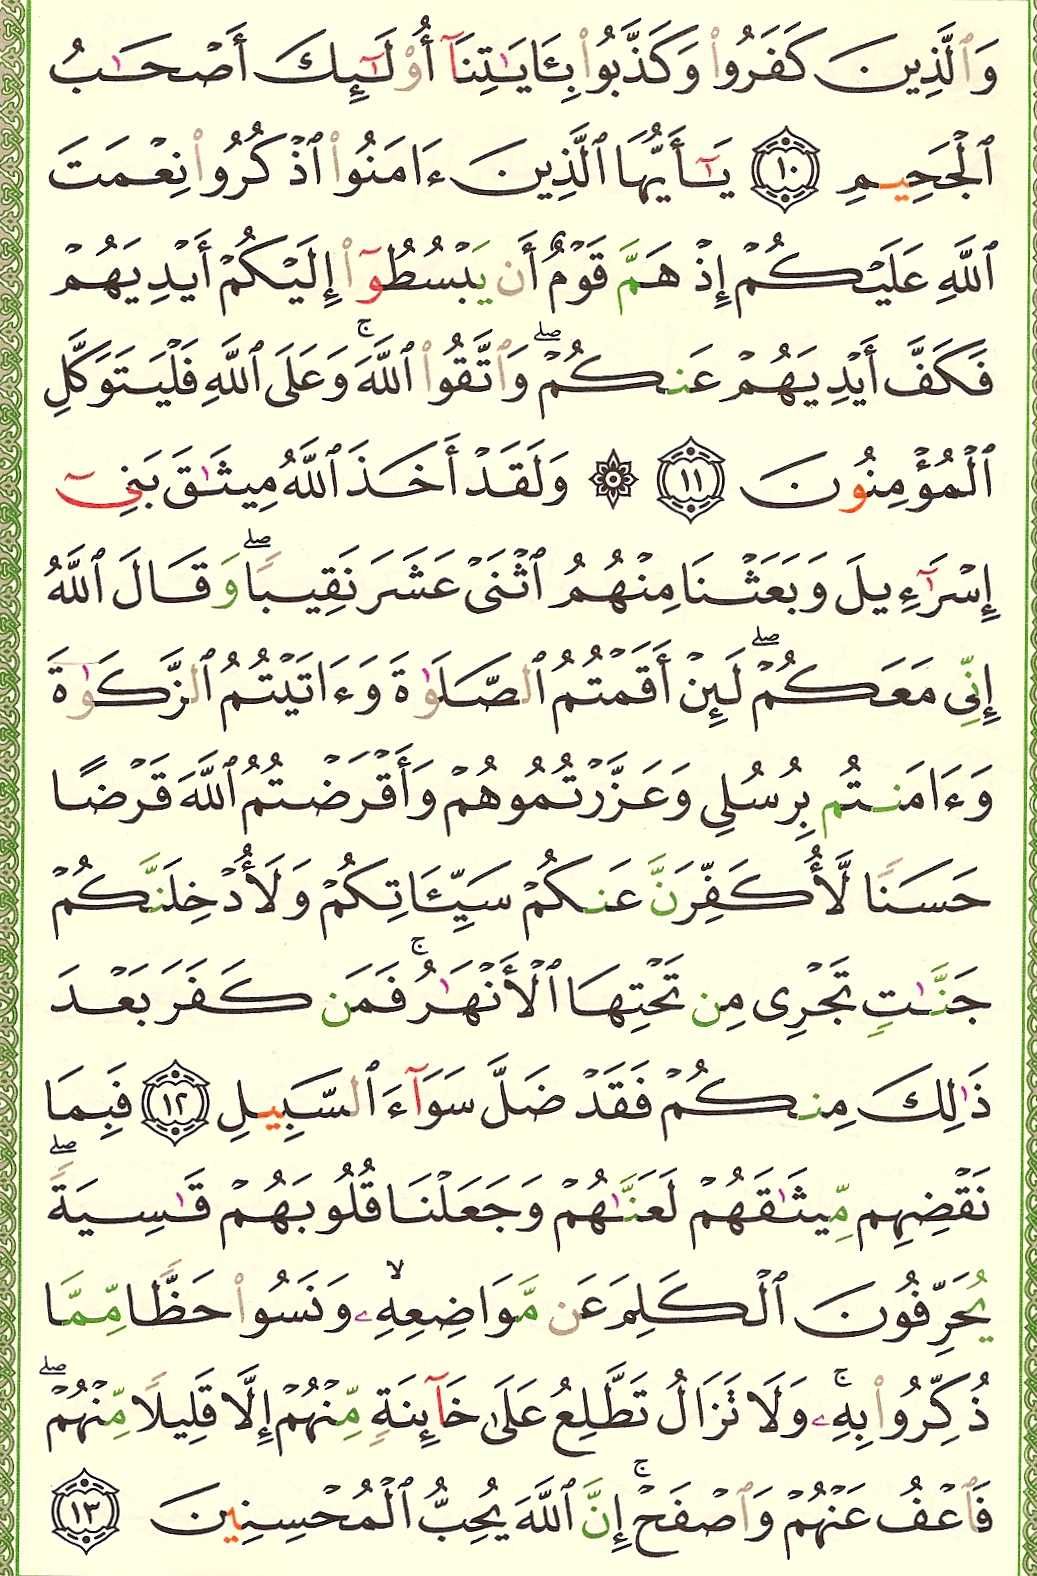 وَٱلَّذِينَ كَفَرُوا۟ وَكَذَّبُوا۟ بِـَٔايَـٰتِنَآ أُو۟لَـٰٓئِكَ أَصْحَـٰبُ
ٱلْجَحِيمِ ١٠ يَـٰٓأَيُّهَا ٱلَّذِينَ ءَامَنُوا۟ ٱذْكُرُوا۟ نِعْمَتَ
ٱللَّهِ عَلَيْكُمْ إِذْ هَمَّ قَوْمٌ أَن يَبْسُطُوٓا۟ إِلَيْكُمْ أَيْدِيَهُمْ
فَكَفَّ أَيْدِيَهُمْ عَنكُمْ ۖ وَٱتَّقُوا۟ ٱللَّهَ ۚ وَعَلَى ٱللَّهِ فَلْيَتَوَكَّلِ
ٱلْمُؤْمِنُونَ ١١ ۞ وَلَقَدْ أَخَذَ ٱللَّهُ مِيثَـٰقَ بَنِىٓ
إِسْرَٰٓءِيلَ وَبَعَثْنَا مِنْهُمُ ٱثْنَىْ عَشَرَ نَقِيبًا ۖ وَقَالَ ٱللَّهُ
إِنِّى مَعَكُمْ ۖ لَئِنْ أَقَمْتُمُ ٱلصَّلَوٰةَ وَءَاتَيْتُمُ ٱلزَّكَوٰةَ
وَءَامَنتُم بِرُسُلِى وَعَزَّرْتُمُوهُمْ وَأَقْرَضْتُمُ ٱللَّهَ قَرْضًا
حَسَنًا لَّأُكَفِّرَنَّ عَنكُمْ سَيِّـَٔاتِكُمْ وَلَأُدْخِلَنَّكُمْ
جَنَّـٰتٍ تَجْرِى مِن تَحْتِهَا ٱلْأَنْهَـٰرُ ۚ فَمَن كَفَرَ بَعْدَ
ذَٰلِكَ مِنكُمْ فَقَدْ ضَلَّ سَوَآءَ ٱلسَّبِيلِ ١٢ فَبِمَا
نَقْضِهِم مِّيثَـٰقَهُمْ لَعَنَّـٰهُمْ وَجَعَلْنَا قُلُوبَهُمْ قَـٰسِيَةً ۖ
يُحَرِّفُونَ ٱلْكَلِمَ عَن مَّوَاضِعِهِۦ ۙ وَنَسُوا۟ حَظًّا مِّمَّا
ذُكِّرُوا۟ بِهِۦ ۚ وَلَا تَزَالُ تَطَّلِعُ عَلَىٰ خَآئِنَةٍ مِّنْهُمْ إِلَّا قَلِيلًا مِّنْهُمْ ۖ
فَٱعْفُ عَنْهُمْ وَٱصْفَحْ ۚ إِنَّ ٱللَّهَ يُحِبُّ ٱلْمُحْسِنِينَ ١٣